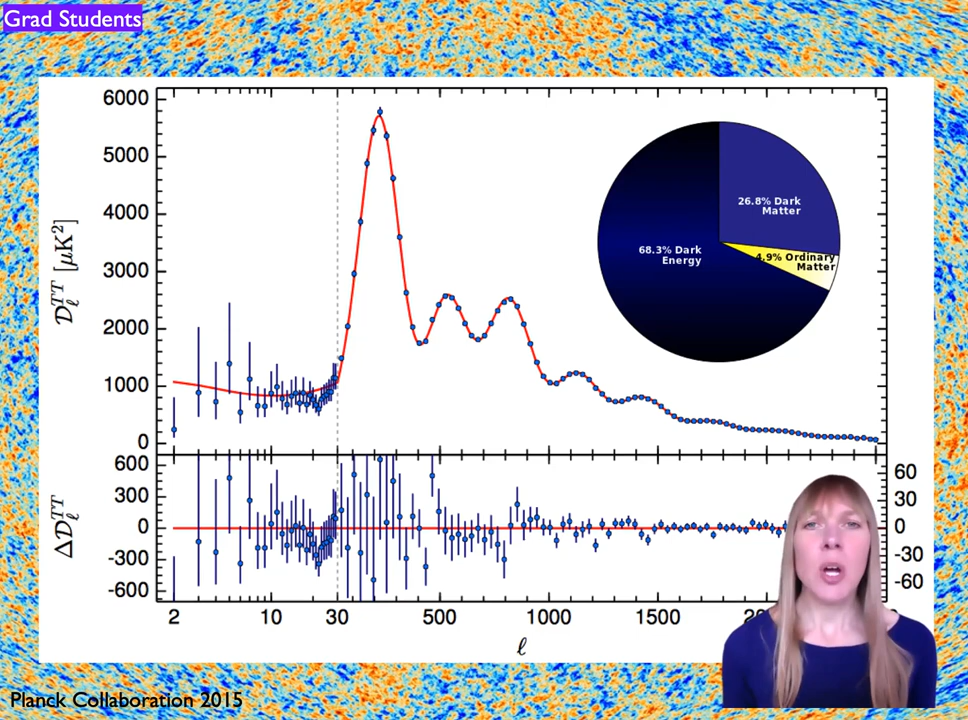 Grad Students
6000
5000
4000
3000
2000
1000
0
𝒟ℓᵀᵀ [μK²]
26.8% Dark
Matter
68.3% Dark
Energy
4.9% Ordinary
Matter
600
300
0
-300
-600
Δ𝒟ℓᵀᵀ
60
30
0
-30
-60
2 10 30 500 1000 1500
ℓ
Planck Collaboration 2015